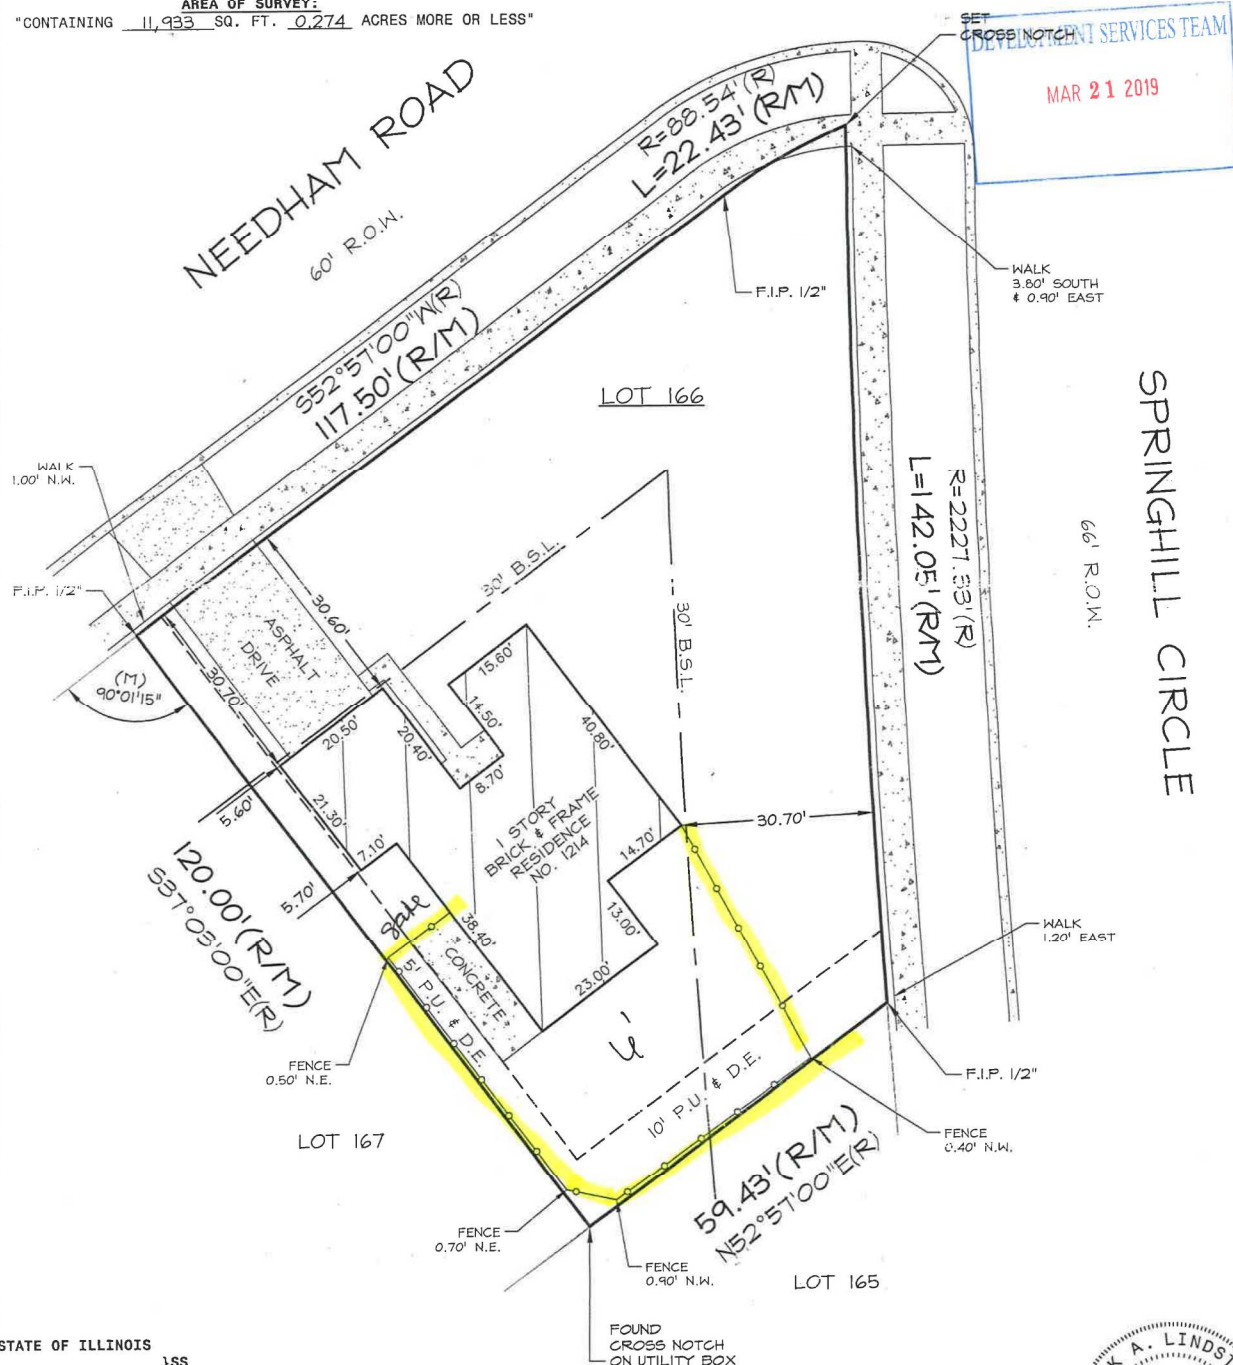 AREA OF SURVEY:
"CONTAINING 11,933 SQ. FT. 0.274 ACRES MORE OR LESS"
SET
CROSS NOTCH
DEVELOPMENT SERVICES TEAM
MAR 21 2019
NEEDHAM ROAD
60' R.O.W.
R=88.54'(R)
L=22.43'(R/M)
WALK
3.80' SOUTH
& 0.90' EAST
F.I.P. 1/2"
S52°57'00"W(R)
117.50'(R/M)
LOT 166
SPRINGHILL CIRCLE
66' R.O.W.
R=2227.93'(R)
L=142.05'(R/M)
WALK
1.00' N.W.
F.I.P. 1/2"
(M)
90°01'15"
ASPHALT
DRIVE
30.60'
30.70'
30' B.S.L.
30' B.S.L.
15.60'
14.50'
40.80'
20.50'
20.40'
8.70'
5.60'
21.30'
7.10'
5.70'
1 STORY
BRICK & FRAME
RESIDENCE
NO. 1214
14.70'
30.70'
13.00'
23.00'
38.40'
gate
CONCRETE
5' P.U. & D.E.
120.00'(R/M)
S37°03'00"E(R)
WALK
1.20' EAST
FENCE
0.50' N.E.
10' P.U. & D.E.
F.I.P. 1/2"
LOT 167
FENCE
0.40' N.W.
59.43'(R/M)
N52°57'00"E(R)
FENCE
0.70' N.E.
FENCE
0.90' N.W.
LOT 165
FOUND
CROSS NOTCH
ON UTILITY BOX
STATE OF ILLINOIS
)SS
K A. LINDST